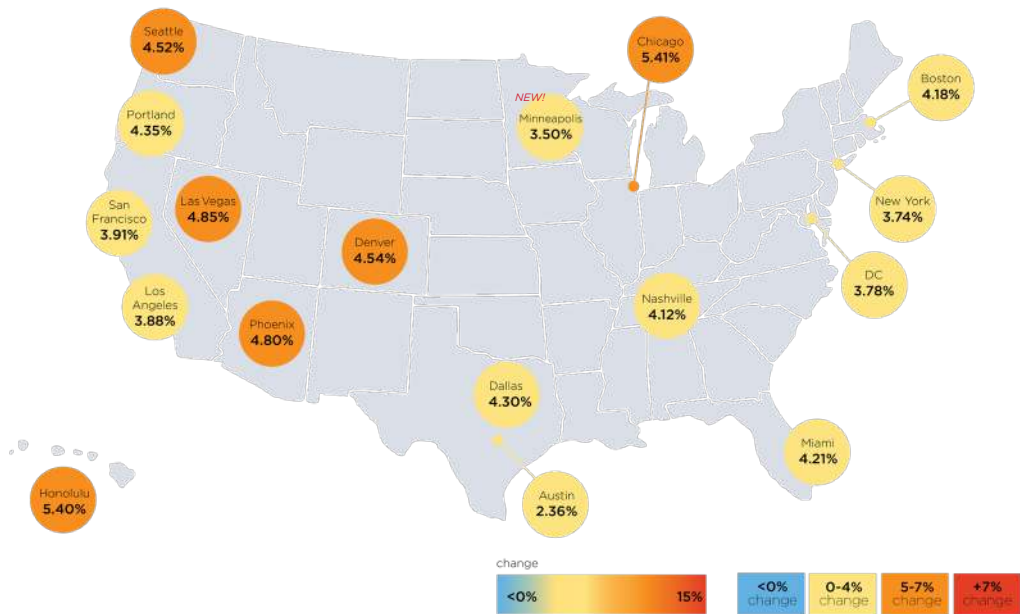 Seattle
4.52%
Chicago
5.41%
Boston
4.18%
NEW!
Minneapolis
3.50%
Portland
4.35%
Las Vegas
4.85%
San
Francisco
3.91%
New York
3.74%
Denver
4.54%
DC
3.78%
Los
Angeles
3.88%
Nashville
4.12%
Phoenix
4.80%
Dallas
4.30%
Miami
4.21%
Honolulu
5.40%
Austin
2.36%
change
<0%
15%
<0%
change
0-4%
change
5-7%
change
+7%
change